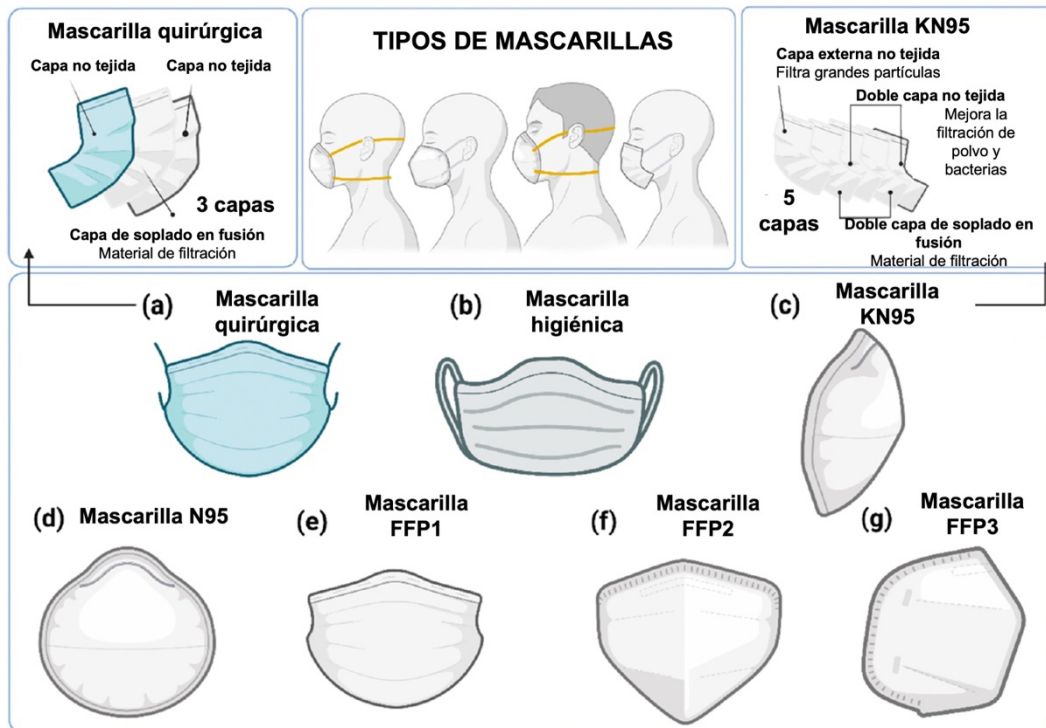 Mascarilla quirúrgica
Capa no tejida
Capa no tejida
3 capas
Capa de soplado en fusión
Material de filtración
TIPOS DE MASCARILLAS
Mascarilla KN95
Capa externa no tejida
Filtra grandes partículas
Doble capa no tejida
Mejora la
filtración de
polvo y
bacterias
5
capas
Doble capa de soplado en
fusión
Material de filtración
(a)
Mascarilla
quirúrgica
(b)
Mascarilla
higiénica
(c)
Mascarilla
KN95
(d)
Mascarilla N95
(e)
Mascarilla
FFP1
(f)
Mascarilla
FFP2
(g)
Mascarilla
FFP3